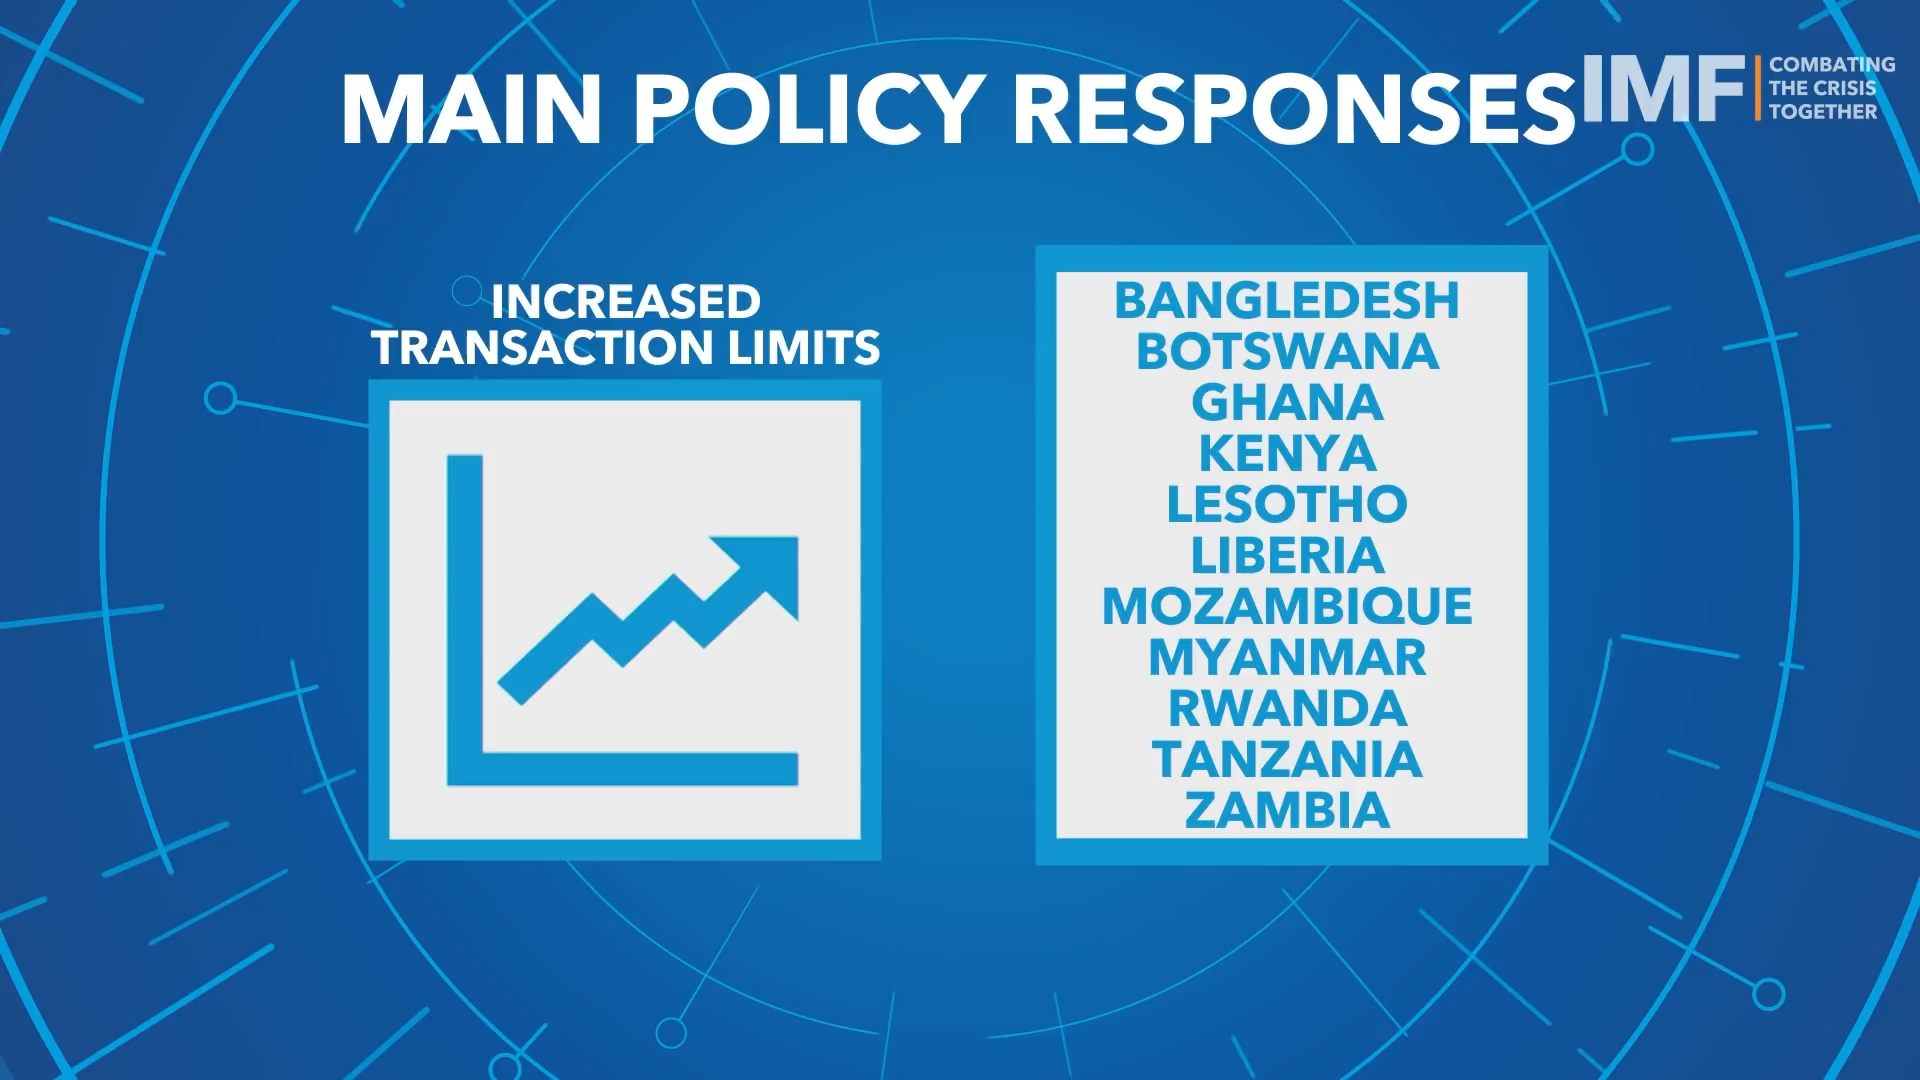 MAIN POLICY RESPONSES
IMF
COMBATING
THE CRISIS
TOGETHER
INCREASED
TRANSACTION LIMITS
BANGLEDESH
BOTSWANA
GHANA
KENYA
LESOTHO
LIBERIA
MOZAMBIQUE
MYANMAR
RWANDA
TANZANIA
ZAMBIA